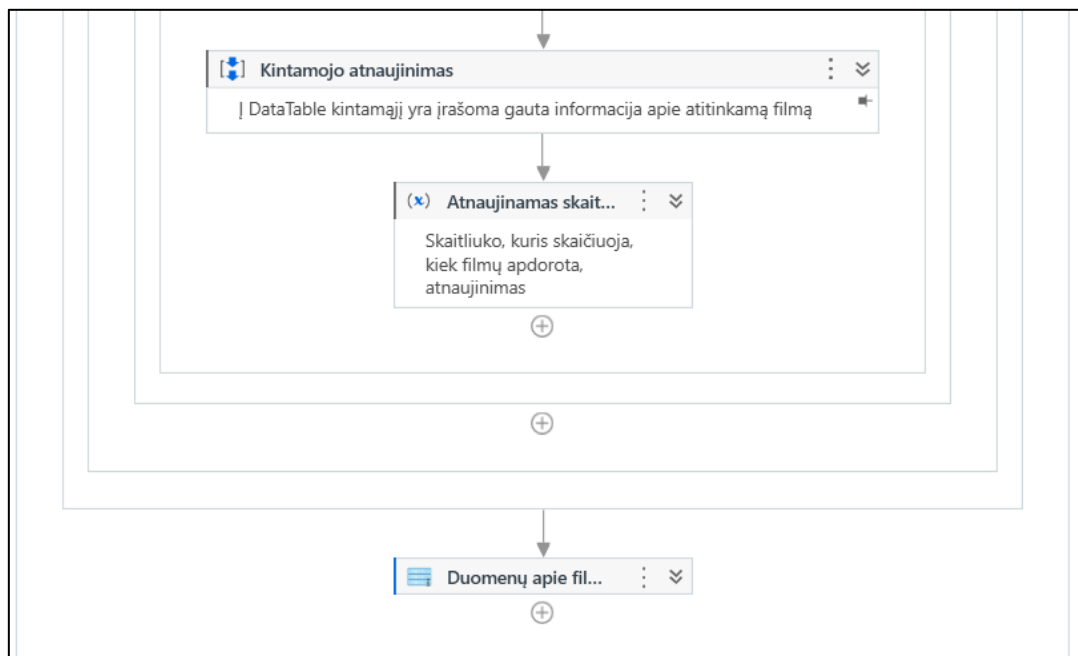 Kintamojo atnaujinimas
Į DataTable kintamąjį yra įrašoma gauta informacija apie atitinkamą filmą
(x) Atnaujinamas skait...
Skaitliuko, kuris skaičiuoja,
kiek filmų apdorota,
atnaujinimas
Duomenų apie fil...